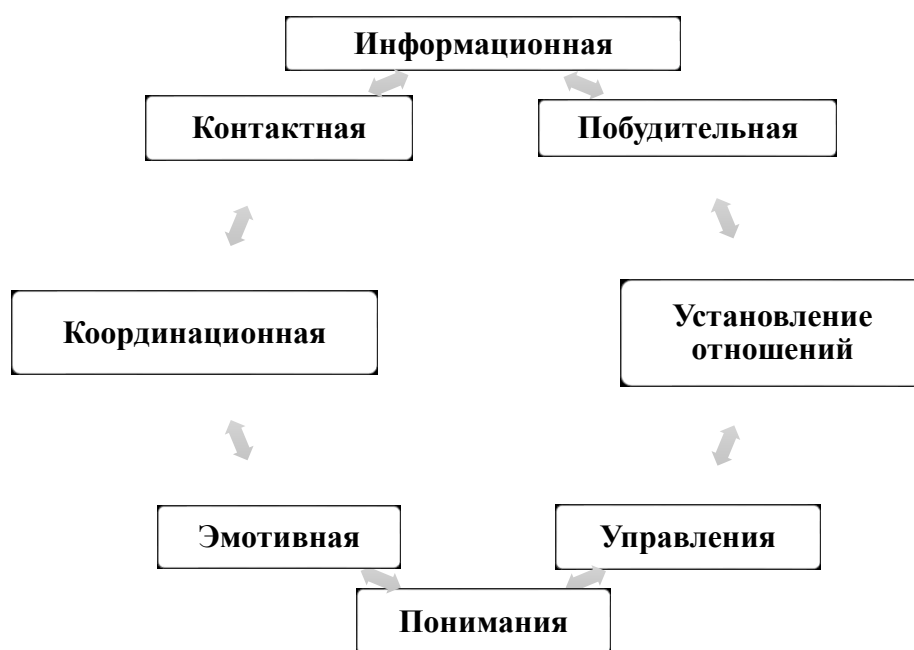 Информационная
Контактная
Побудительная
Координационная
Установление
отношений
Эмотивная
Управления
Понимания